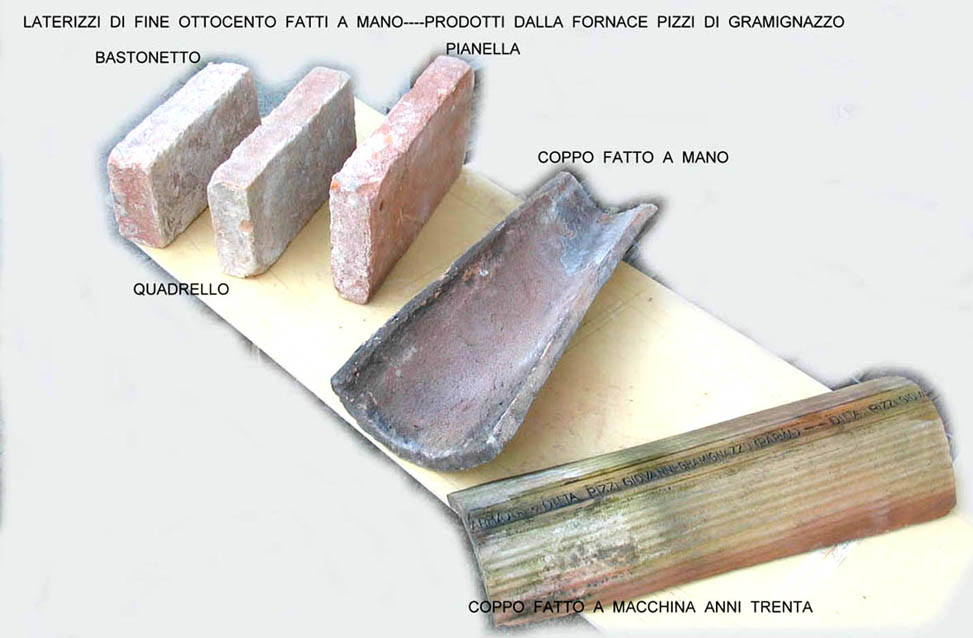 LATERIZZI DI FINE OTTOCENTO FATTI A MANO----PRODOTTI DALLA FORNACE PIZZI DI GRAMIGNAZZO
PIANELLA
BASTONETTO
COPPO FATTO A MANO
QUADRELLO
DITTA PIZZI GIOVANNI-GRAMIGNAZZO (PARMA) --- DITTA PIZZI
COPPO FATTO A MACCHINA ANNI TRENTA